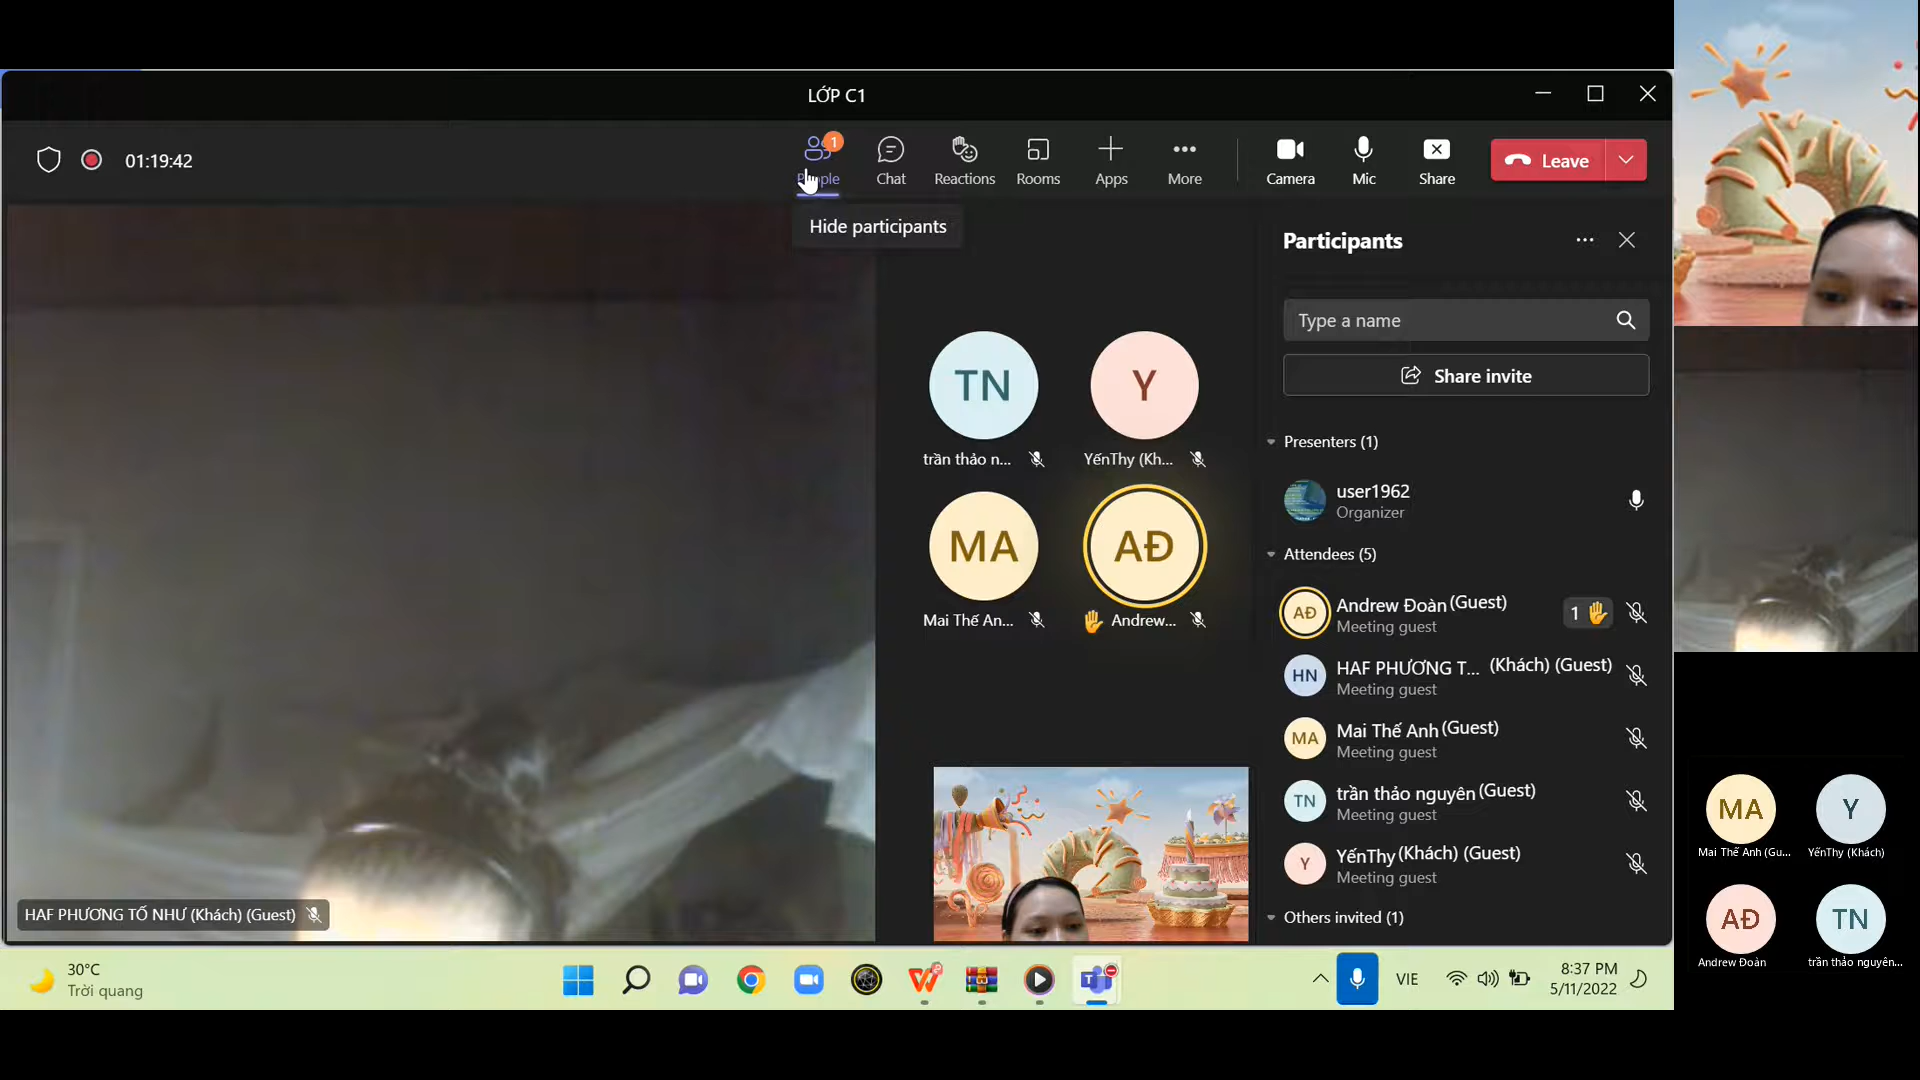 LỚP C1
01:19:42
1
People
Chat
Reactions
Rooms
Apps
More
Camera
Mic
Share
Leave
Hide participants
Participants
Type a name
Share invite
Presenters (1)
user1962
Organizer
Attendees (5)
AĐ
Andrew Đoàn (Guest)
Meeting guest
1
HN
HAF PHƯƠNG T... (Khách) (Guest)
Meeting guest
MA
Mai Thế Anh (Guest)
Meeting guest
TN
trần thảo nguyên (Guest)
Meeting guest
Y
YếnThy (Khách) (Guest)
Meeting guest
Others invited (1)
TN
trần thảo n...
Y
YếnThy (Kh...
MA
Mai Thế An...
AĐ
Andrew...
HAF PHƯƠNG TỐ NHƯ (Khách) (Guest)
MA
Mai Thế Anh (Gu...
Y
YếnThy (Khách)
AĐ
Andrew Đoàn
TN
trần thảo nguyên...
30°C
Trời quang
VIE
8:37 PM
5/11/2022